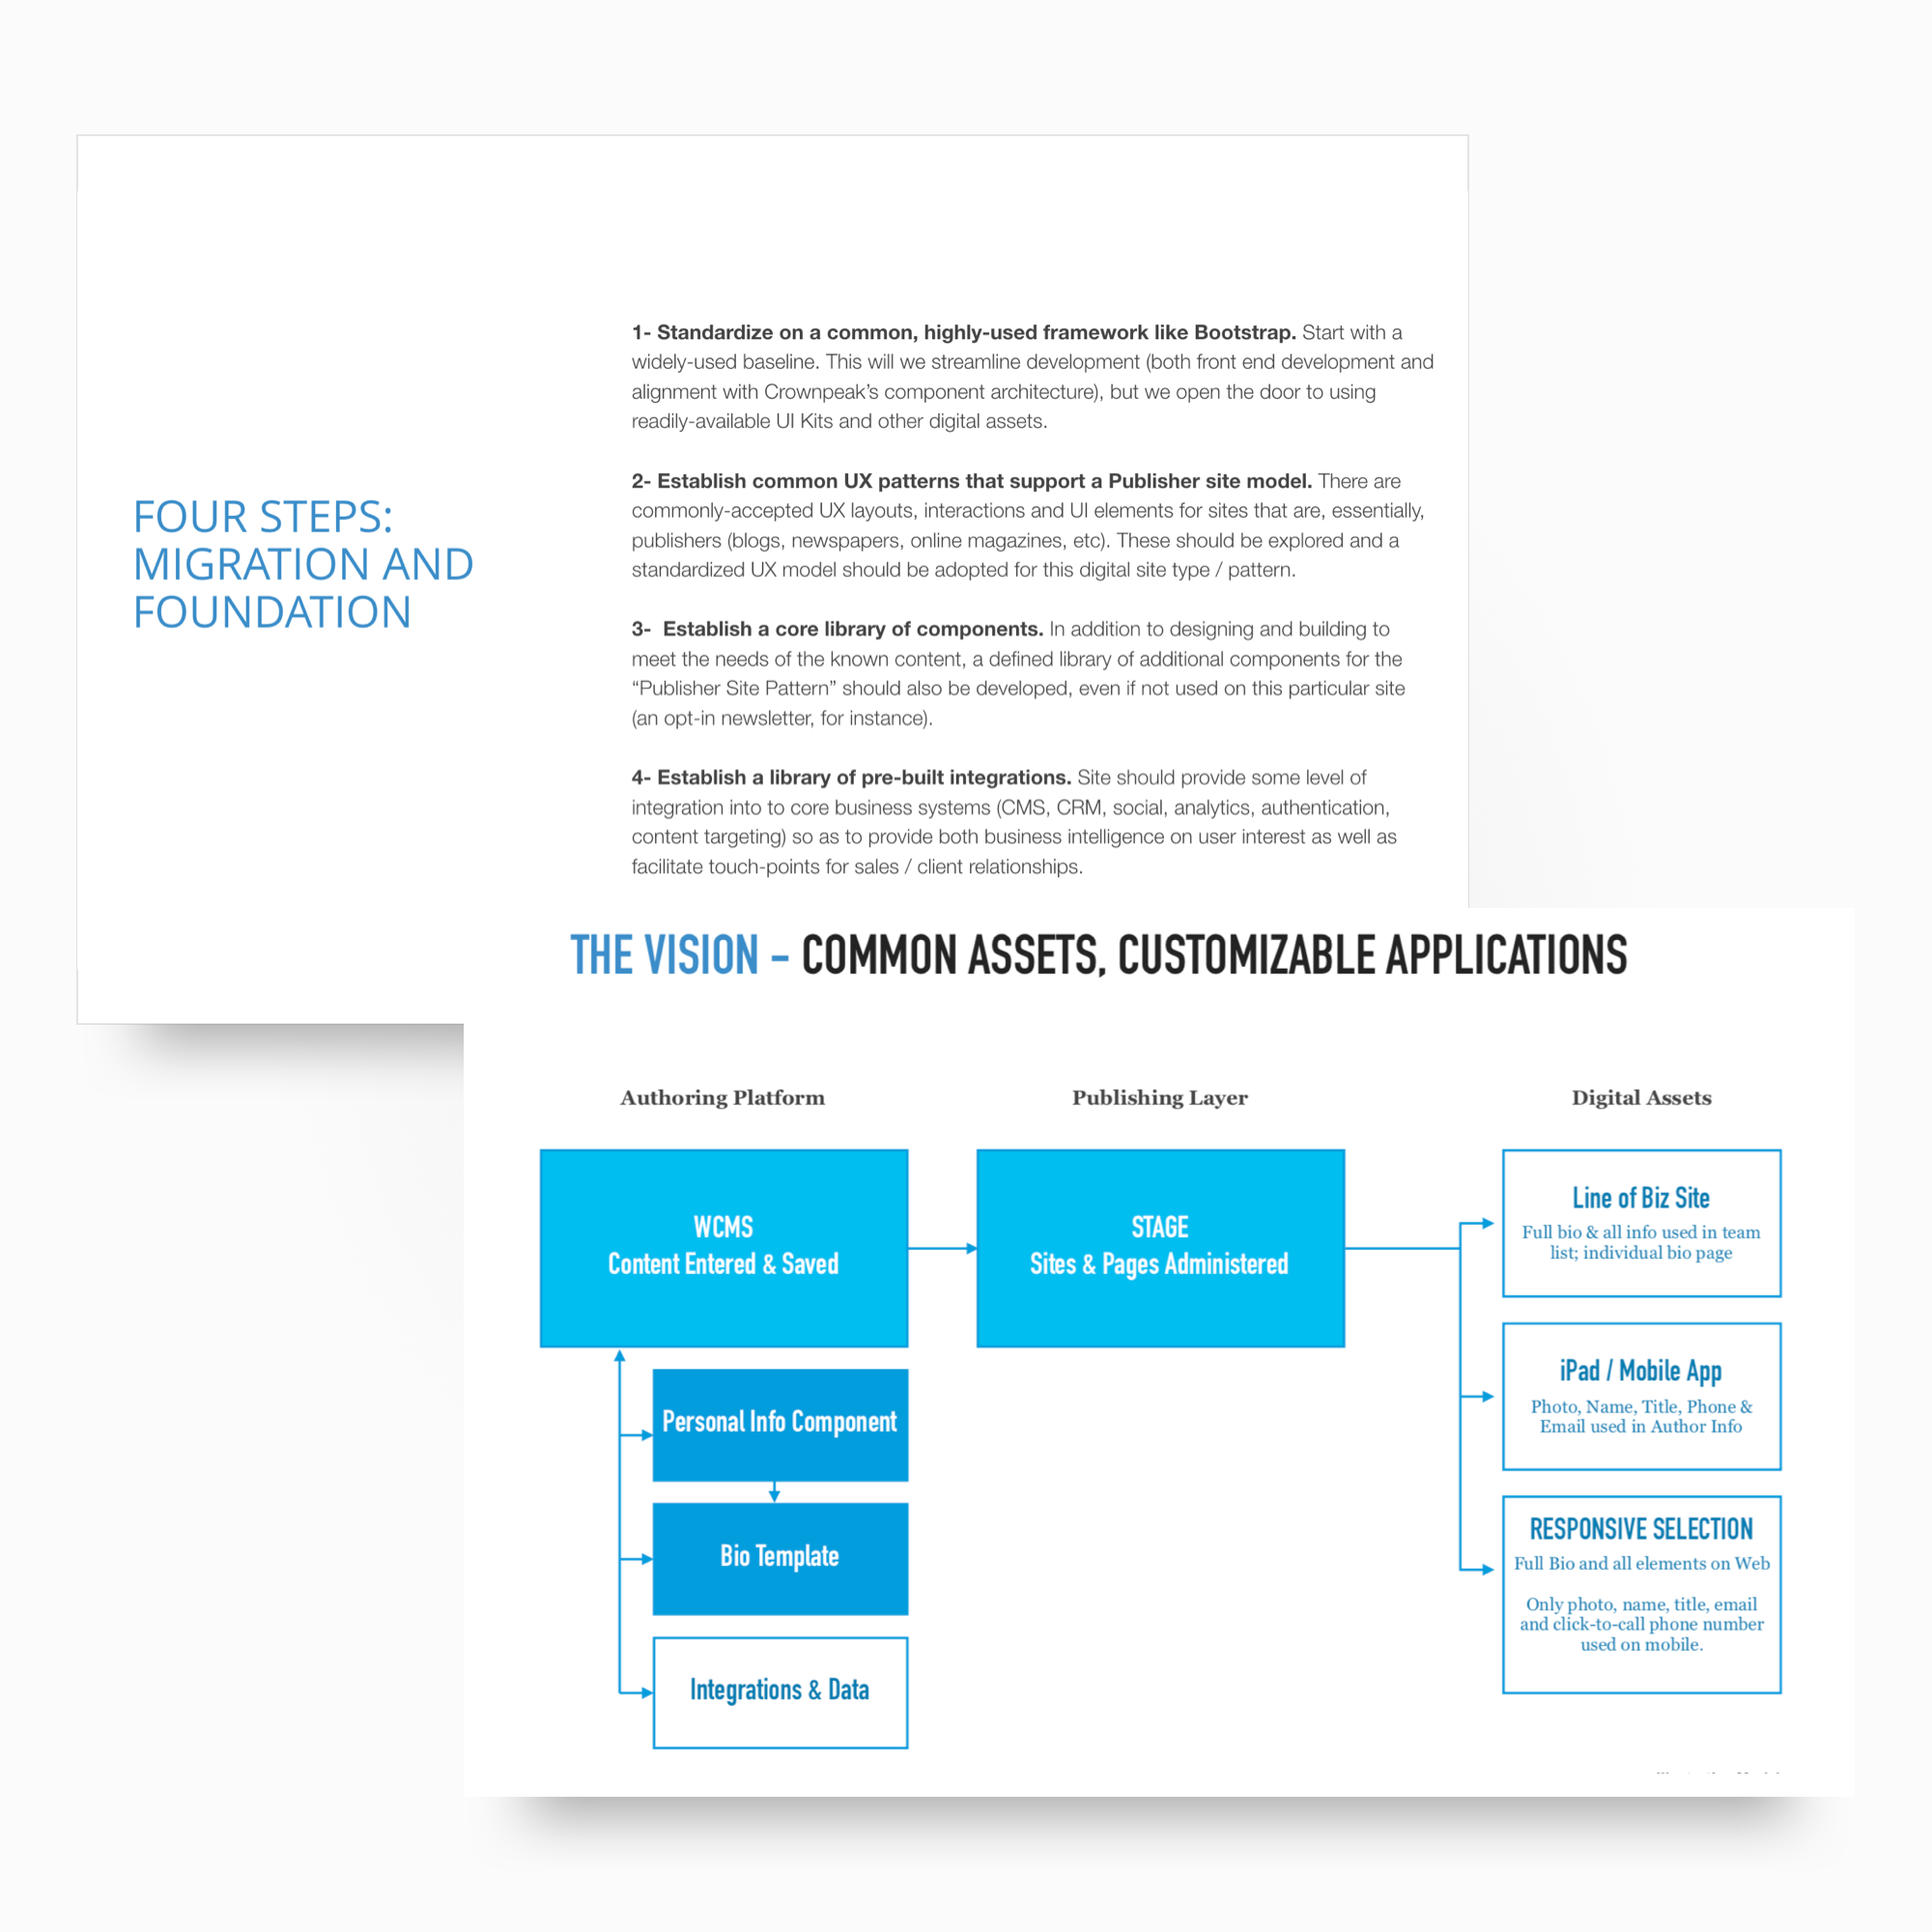 FOUR STEPS:
MIGRATION AND
FOUNDATION
1- Standardize on a common, highly-used framework like Bootstrap. Start with a
widely-used baseline. This will we streamline development (both front end development and
alignment with Crownpeak’s component architecture), but we open the door to using
readily-available UI Kits and other digital assets.
2- Establish common UX patterns that support a Publisher site model. There are
commonly-accepted UX layouts, interactions and UI elements for sites that are, essentially,
publishers (blogs, newspapers, online magazines, etc). These should be explored and a
standardized UX model should be adopted for this digital site type / pattern.
3-  Establish a core library of components. In addition to designing and building to
meet the needs of the known content, a defined library of additional components for the
“Publisher Site Pattern” should also be developed, even if not used on this particular site
(an opt-in newsletter, for instance).
4- Establish a library of pre-built integrations. Site should provide some level of
integration into to core business systems (CMS, CRM, social, analytics, authentication,
content targeting) so as to provide both business intelligence on user interest as well as
facilitate touch-points for sales / client relationships.
THE VISION - COMMON ASSETS, CUSTOMIZABLE APPLICATIONS
Authoring Platform
WCMS
Content Entered & Saved
Personal Info Component
Bio Template
Integrations & Data
Publishing Layer
STAGE
Sites & Pages Administered
Digital Assets
Line of Biz Site
Full bio & all info used in team
list; individual bio page
iPad / Mobile App
Photo, Name, Title, Phone &
Email used in Author Info
RESPONSIVE SELECTION
Full Bio and all elements on Web
Only photo, name, title, email
and click-to-call phone number
used on mobile.